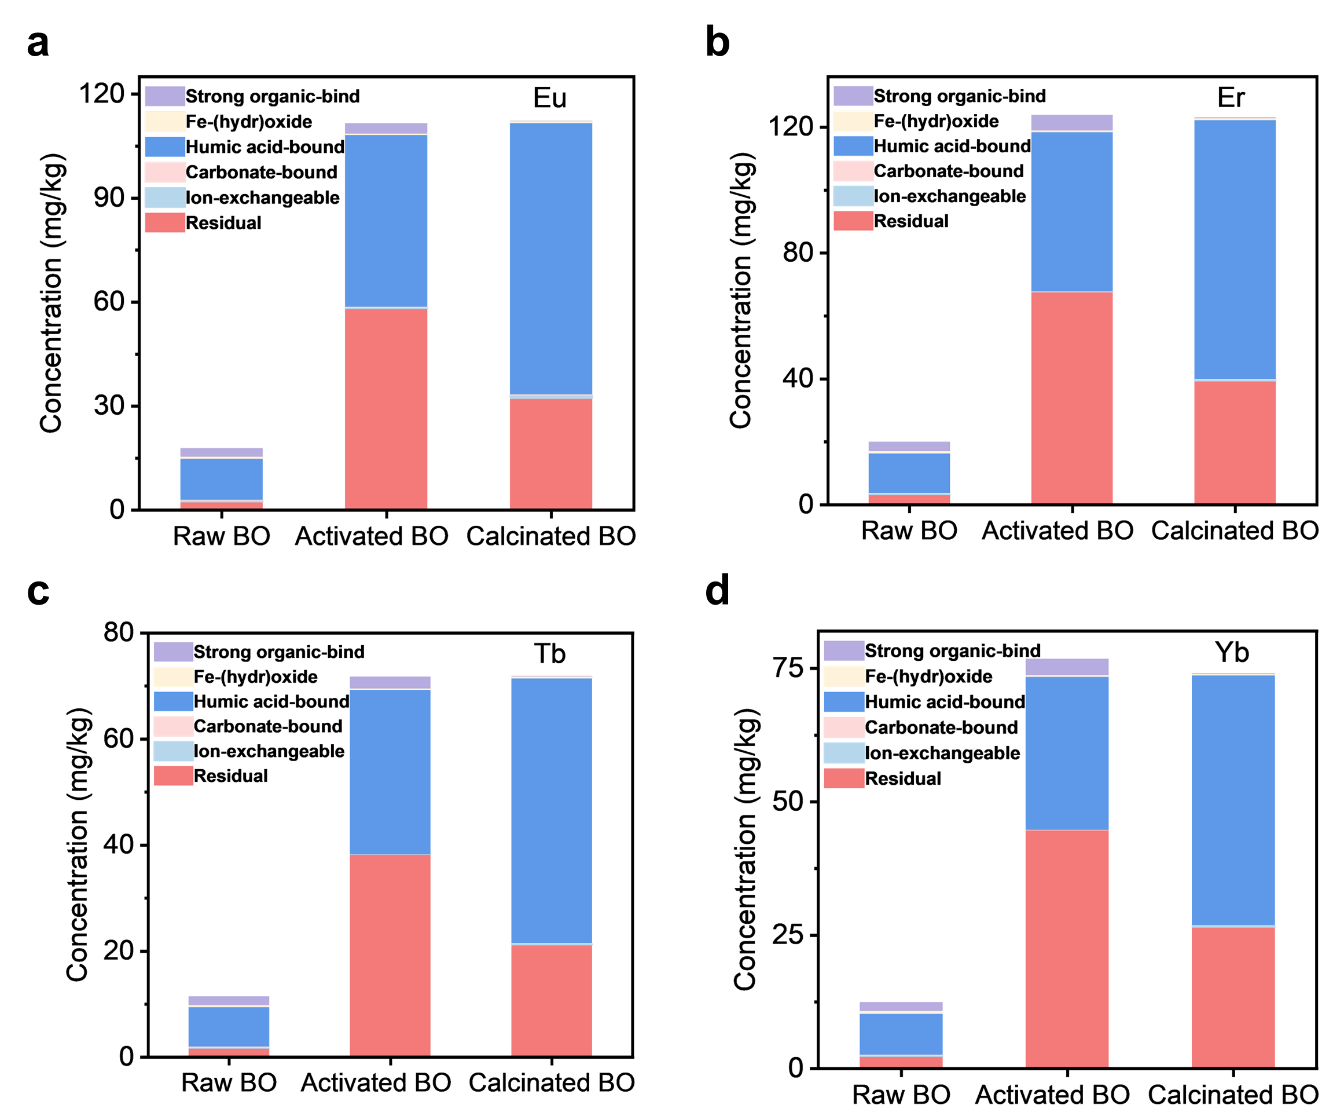 a
Eu
Strong organic-bind
Fe-(hydr)oxide
Humic acid-bound
Carbonate-bound
Ion-exchangeable
Residual
Concentration (mg/kg)
120
90
60
30
0
Raw BO Activated BO Calcinated BO
b
Er
Strong organic-bind
Fe-(hydr)oxide
Humic acid-bound
Carbonate-bound
Ion-exchangeable
Residual
Concentration (mg/kg)
120
80
40
0
Raw BO Activated BO Calcinated BO
c
Tb
Strong organic-bind
Fe-(hydr)oxide
Humic acid-bound
Carbonate-bound
Ion-exchangeable
Residual
Concentration (mg/kg)
80
60
40
20
0
Raw BO Activated BO Calcinated BO
d
Yb
Strong organic-bind
Fe-(hydr)oxide
Humic acid-bound
Carbonate-bound
Ion-exchangeable
Residual
Concentration (mg/kg)
75
50
25
0
Raw BO Activated BO Calcinated BO